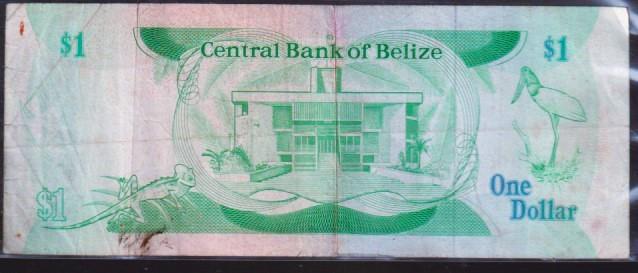 $1
Central Bank of Belize
$1
$1
One
Dollar